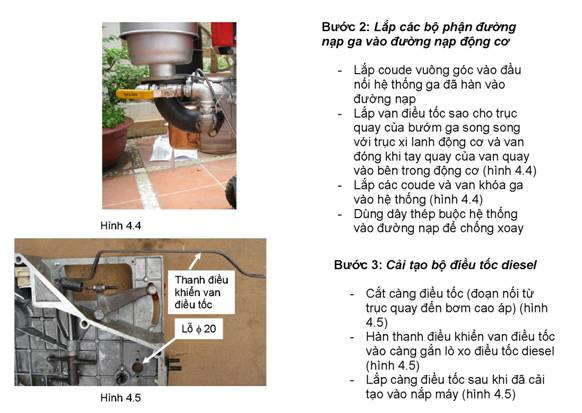 Bước 2: Lắp các bộ phận đường
nạp ga vào đường nạp động cơ
- Lắp coude vuông góc vào đầu
nối hệ thống ga đã hàn vào
đường nạp
- Lắp van điều tốc sao cho trục
quay của bướm ga song song
với trục xi lanh động cơ và van
đóng khi tay quay của van quay
vào bên trong động cơ (hình 4.4)
- Lắp các coude và van khóa ga
vào hệ thống (hình 4.4)
- Dùng dây thép buộc hệ thống
vào đường nạp để chống xoay
Hình 4.4
Bước 3: Cải tạo bộ điều tốc diesel
- Cắt càng điều tốc (đoạn nối từ
trục quay đến bơm cao áp) (hình
4.5)
- Hàn thanh điều khiển van điều tốc
vào càng gắn lò xo điều tốc diesel
(hình 4.5)
- Lắp càng điều tốc sau khi đã cải
tạo vào nắp máy (hình 4.5)
Thanh điều
khiển van
điều tốc
Lỗ ϕ 20
Hình 4.5